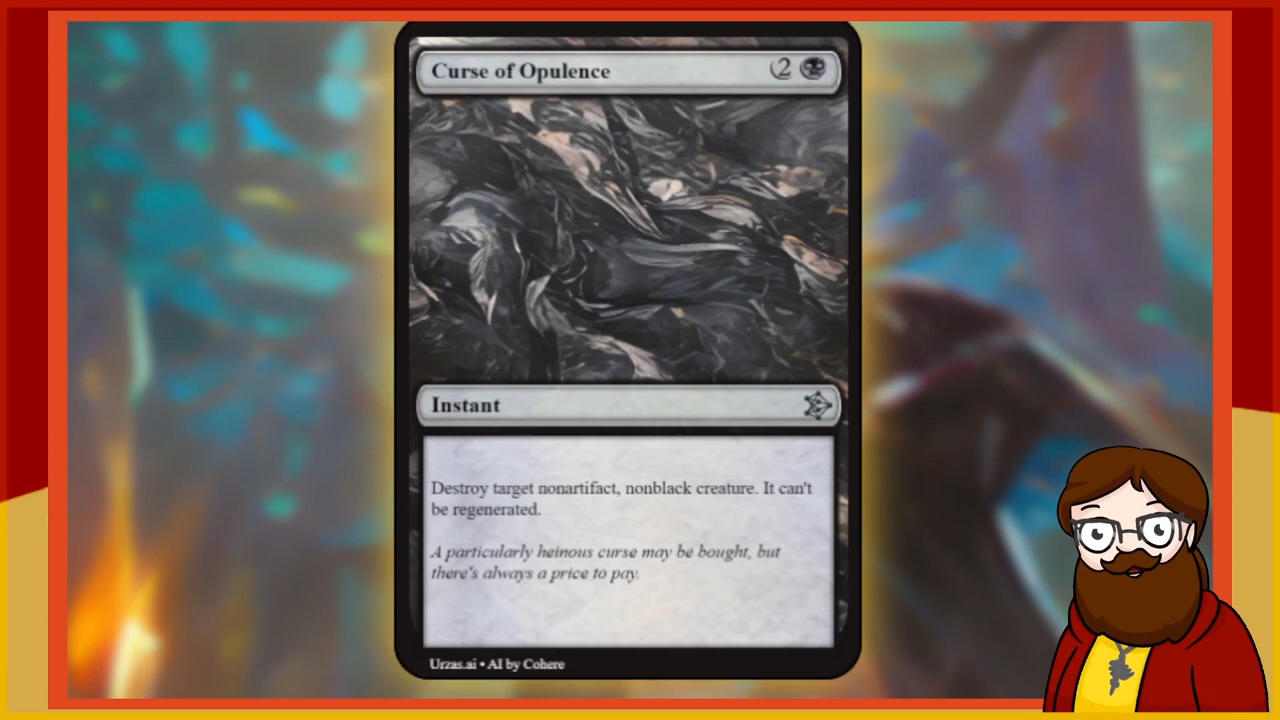 Curse of Opulence 2
Instant
Destroy target nonartifact, nonblack creature. It can't
be regenerated.
A particularly heinous curse may be bought, but
there's always a price to pay.
Urzas.ai • AI by Cohere